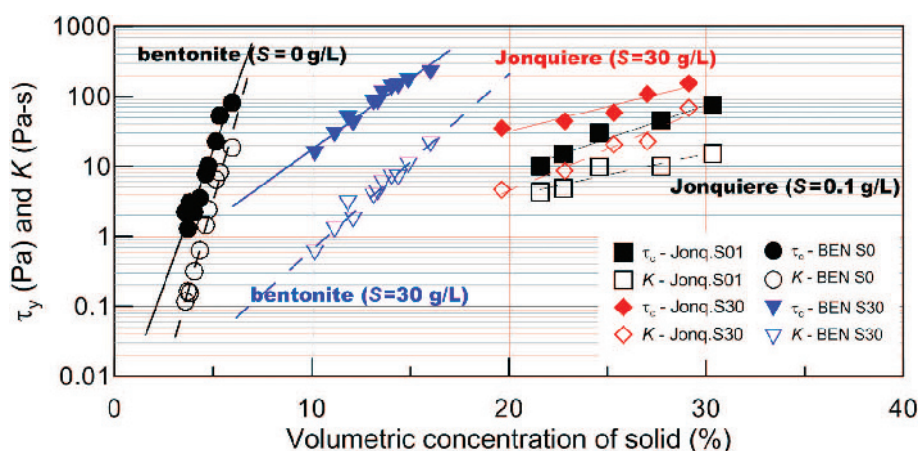 τy (Pa) and K (Pa-s)
1000
100
10
1
0.1
0.01
bentonite (S = 0 g/L)
Jonquiere (S=30 g/L)
Jonquiere (S=0.1 g/L)
bentonite (S=30 g/L)
τc - Jonq.S01
K - Jonq.S01
τc - Jonq.S30
K - Jonq.S30
τc - BEN S0
K - BEN S0
τc - BEN S30
K - BEN S30
0 10 20 30 40
Volumetric concentration of solid (%)